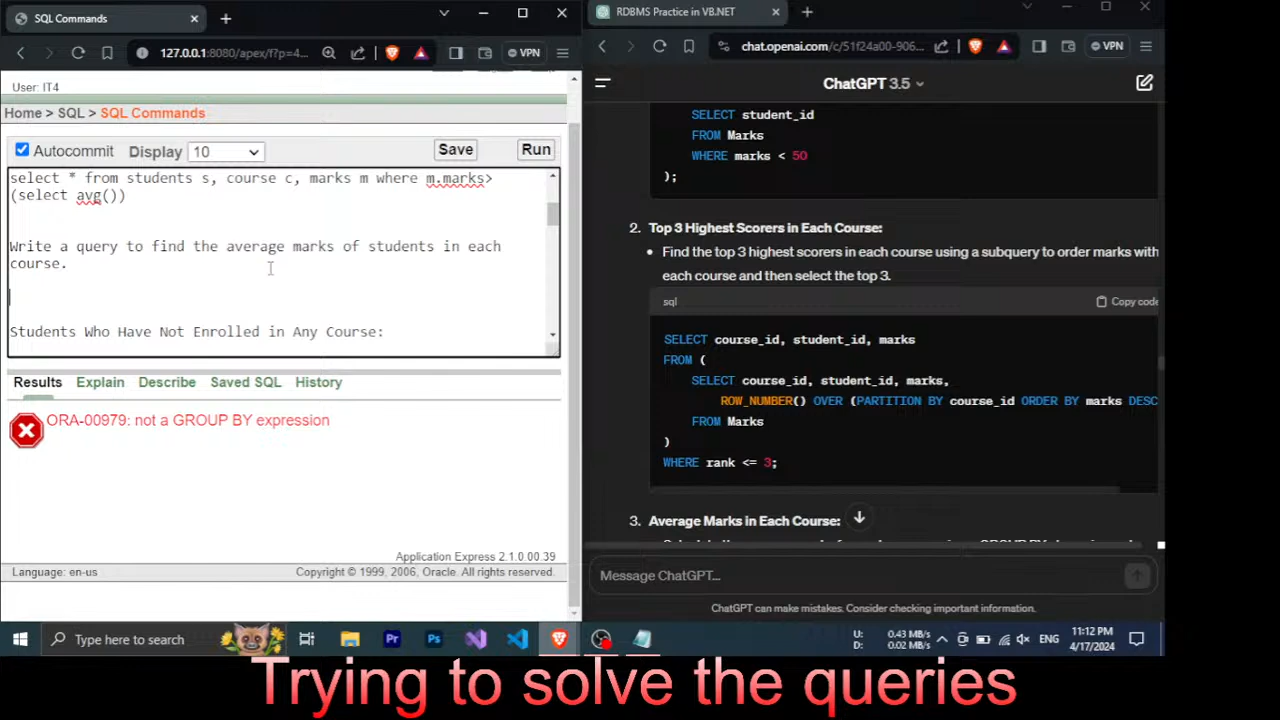 SQL Commands
127.0.0.1:8080/apex/f?p=4...
VPN
User: IT4
Home > SQL > SQL Commands
Autocommit Display 10 Save Run
select * from students s, course c, marks m where m.marks>
(select avg())
Write a query to find the average marks of students in each
course.
Students Who Have Not Enrolled in Any Course:
Results Explain Describe Saved SQL History
ORA-00979: not a GROUP BY expression
Application Express 2.1.0.00.39
Language: en-us Copyright © 1999, 2006, Oracle. All rights reserved.
RDBMS Practice in VB.NET
chat.openai.com/c/51f24a00-906...
VPN
ChatGPT 3.5
SELECT student_id
FROM Marks
WHERE marks < 50
);
2. Top 3 Highest Scorers in Each Course:
• Find the top 3 highest scorers in each course using a subquery to order marks with
each course and then select the top 3.
sql Copy code
SELECT course_id, student_id, marks
FROM (
SELECT course_id, student_id, marks,
ROW_NUMBER() OVER (PARTITION BY course_id ORDER BY marks DESC
FROM Marks
)
WHERE rank <= 3;
3. Average Marks in Each Course:
Message ChatGPT...
ChatGPT can make mistakes. Consider checking important information.
Type here to search
Pr
Ps
U: 0.43 MB/s
D: 0.02 MB/s
ENG
11:12 PM
4/17/2024
Trying to solve the queries